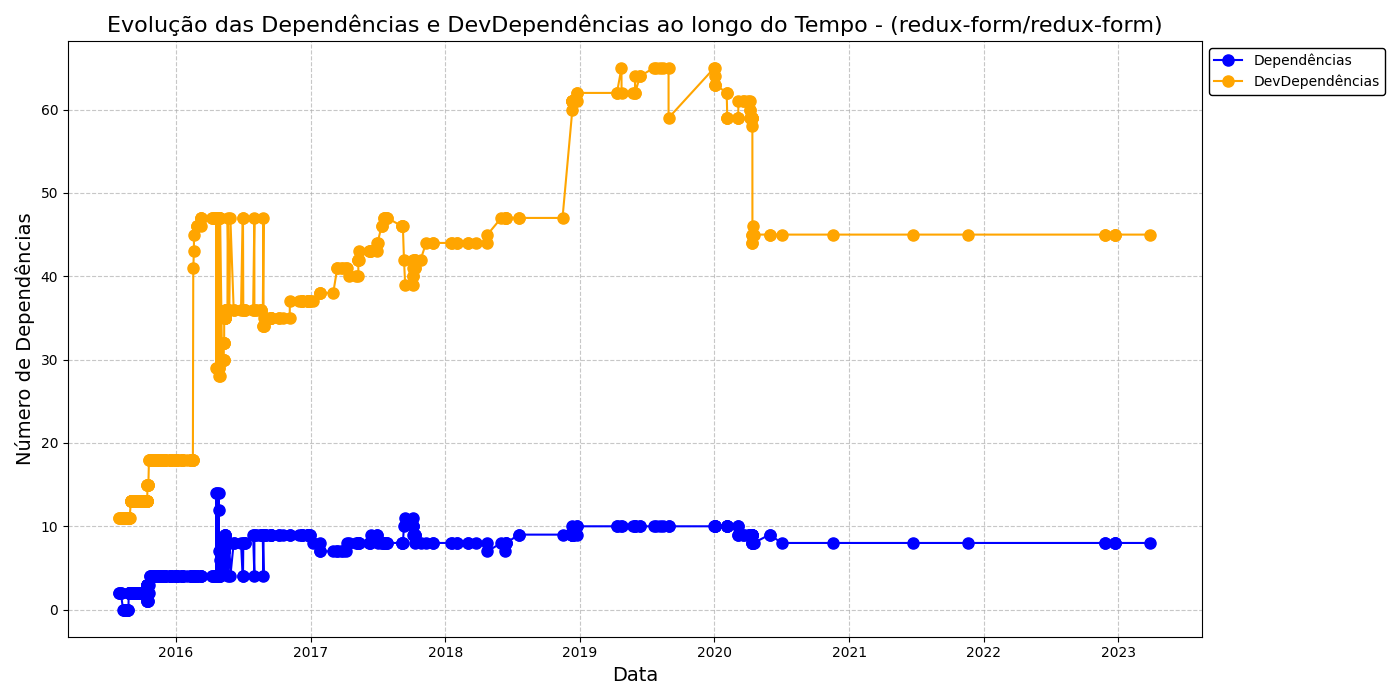 Evolução das Dependências e DevDependências ao longo do Tempo - (redux-form/redux-form)
Dependências
DevDependências
Número de Dependências
60
50
40
30
20
10
0
2016 2017 2018 2019 2020 2021 2022 2023
Data